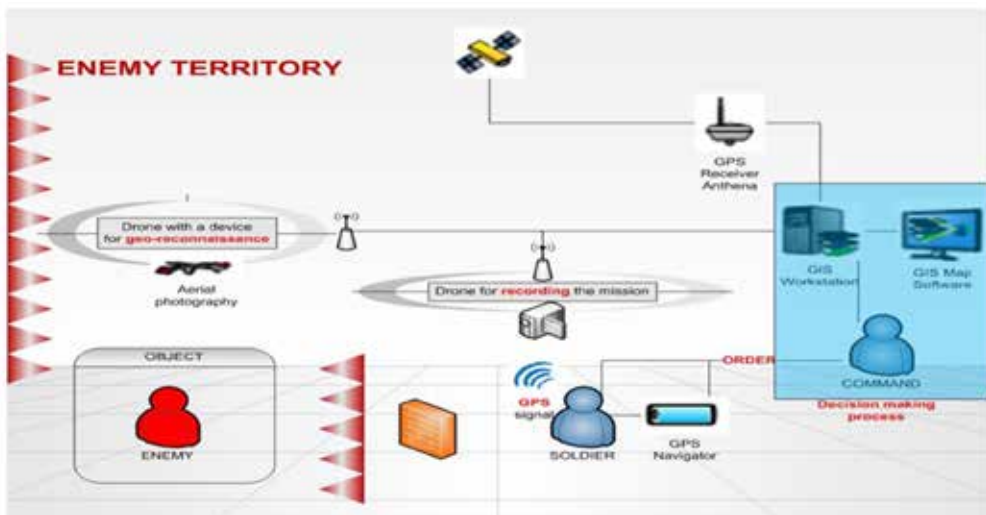 ENEMY TERRITORY
GPS
Receiver
Anthena
Drone with a device
for geo-reconnaissance
Aerial
photography
Drone for recording the mission
GIS
Workstation
GIS Map
Software
OBJECT
ENEMY
GPS
signal
SOLDIER
GPS
Navigator
ORDER
COMMAND
Decision making
process